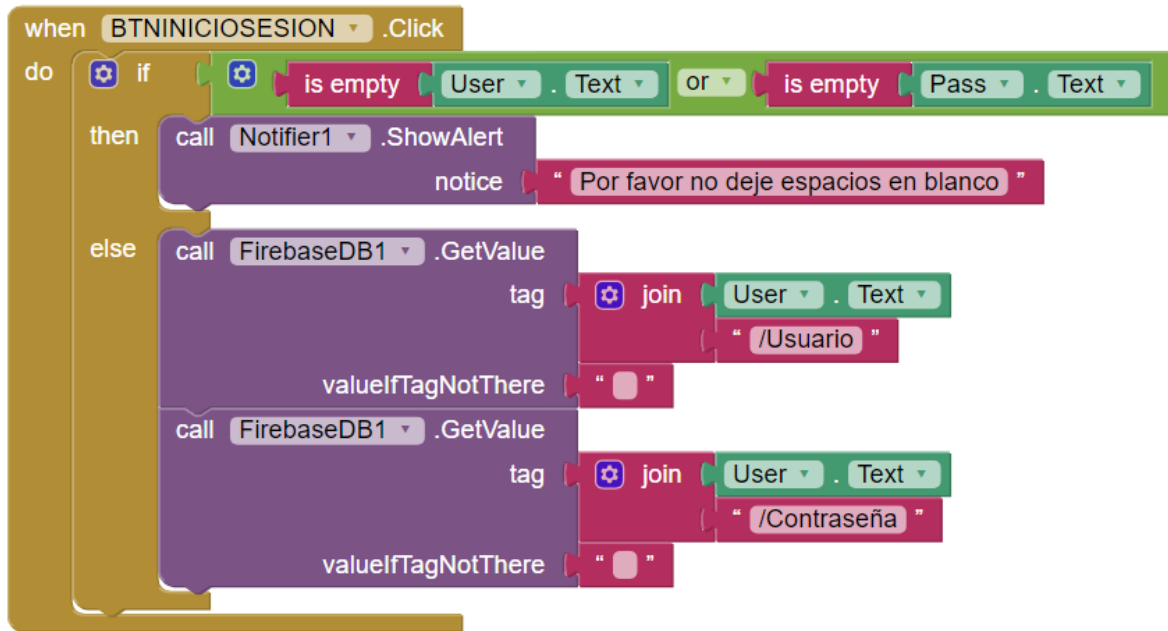 when BTNINICIOSESION .Click
do if is empty User . Text or is empty Pass . Text
then call Notifier1 .ShowAlert
notice " Por favor no deje espacios en blanco "
else call FirebaseDB1 .GetValue
tag join User . Text
" /Usuario "
valueIfTagNotThere " "
call FirebaseDB1 .GetValue
tag join User . Text
" /Contraseña "
valueIfTagNotThere " "